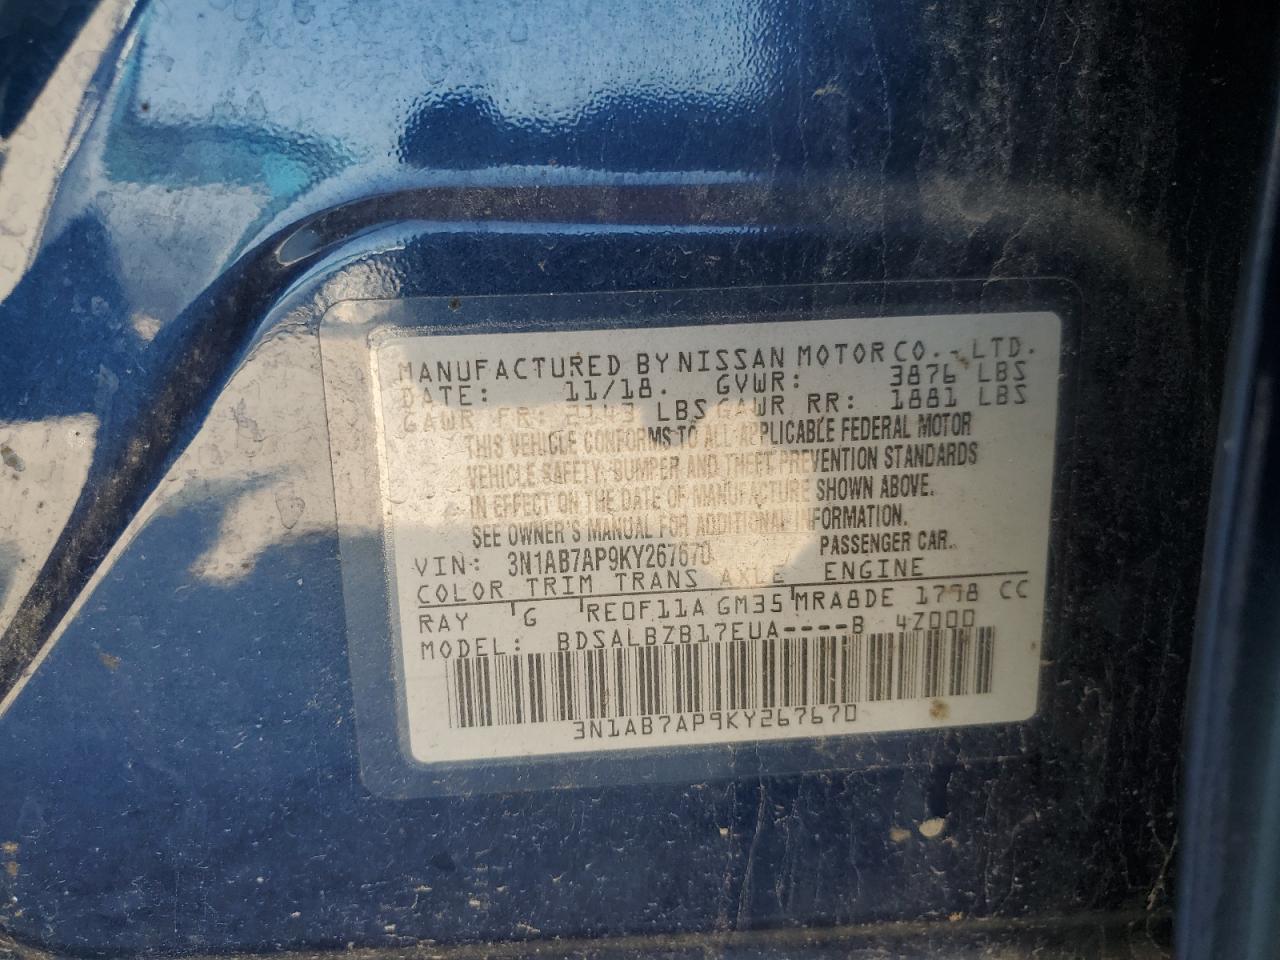 MANUFACTURED BY NISSAN MOTOR CO., LTD.
DATE: 11/18. GVWR: 3876 LBS
GAWR FR: 2143 LBS GAWR RR: 1881 LBS
THIS VEHICLE CONFORMS TO ALL APPLICABLE FEDERAL MOTOR
VEHICLE SAFETY, BUMPER AND THEFT PREVENTION STANDARDS
IN EFFECT ON THE DATE OF MANUFACTURE SHOWN ABOVE.
SEE OWNER'S MANUAL FOR ADDITIONAL INFORMATION.
VIN: 3N1AB7AP9KY267670 PASSENGER CAR.
COLOR TRIM TRANS AXLE ENGINE
RAY G RE0F11A GM35 MRA8DE 1798 CC
MODEL: BDSALBZB17EUA----B 4Z000
3N1AB7AP9KY267670